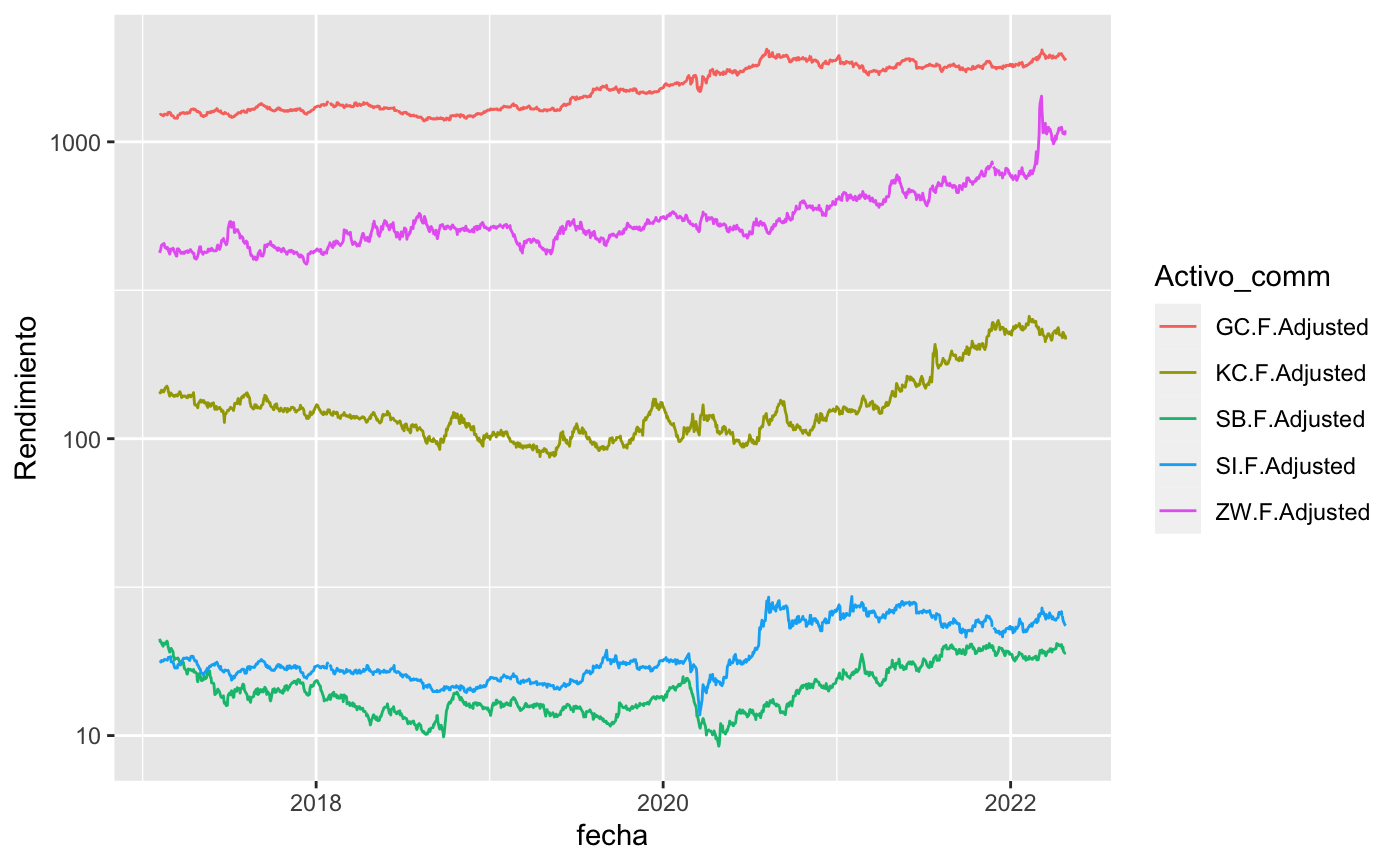 Rendimiento
1000
100
10
2018
2020
2022
fecha
Activo_comm
GC.F.Adjusted
KC.F.Adjusted
SB.F.Adjusted
SI.F.Adjusted
ZW.F.Adjusted